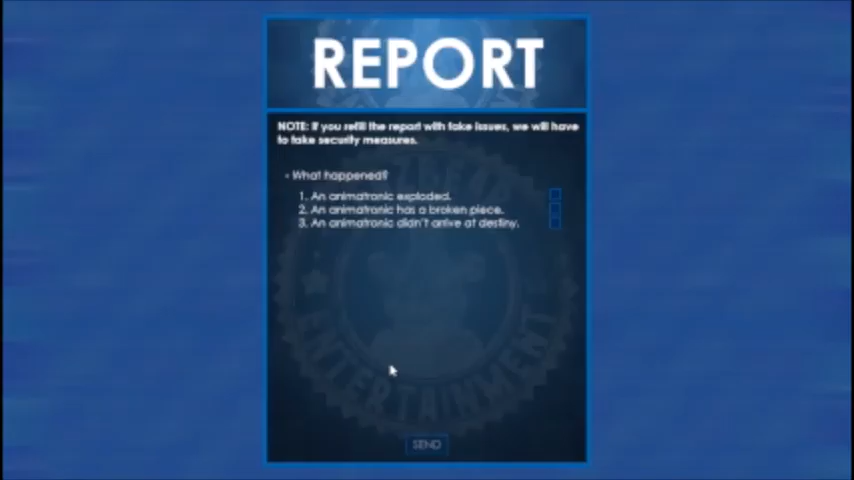 REPORT
NOTE: If you refill the report with fake issues, we will have
to take security measures.
- What happened?
1. An animatronic exploded.
2. An animatronic has a broken piece.
3. An animatronic didn't arrive at destiny.
ENTERTAINMENT
SEND